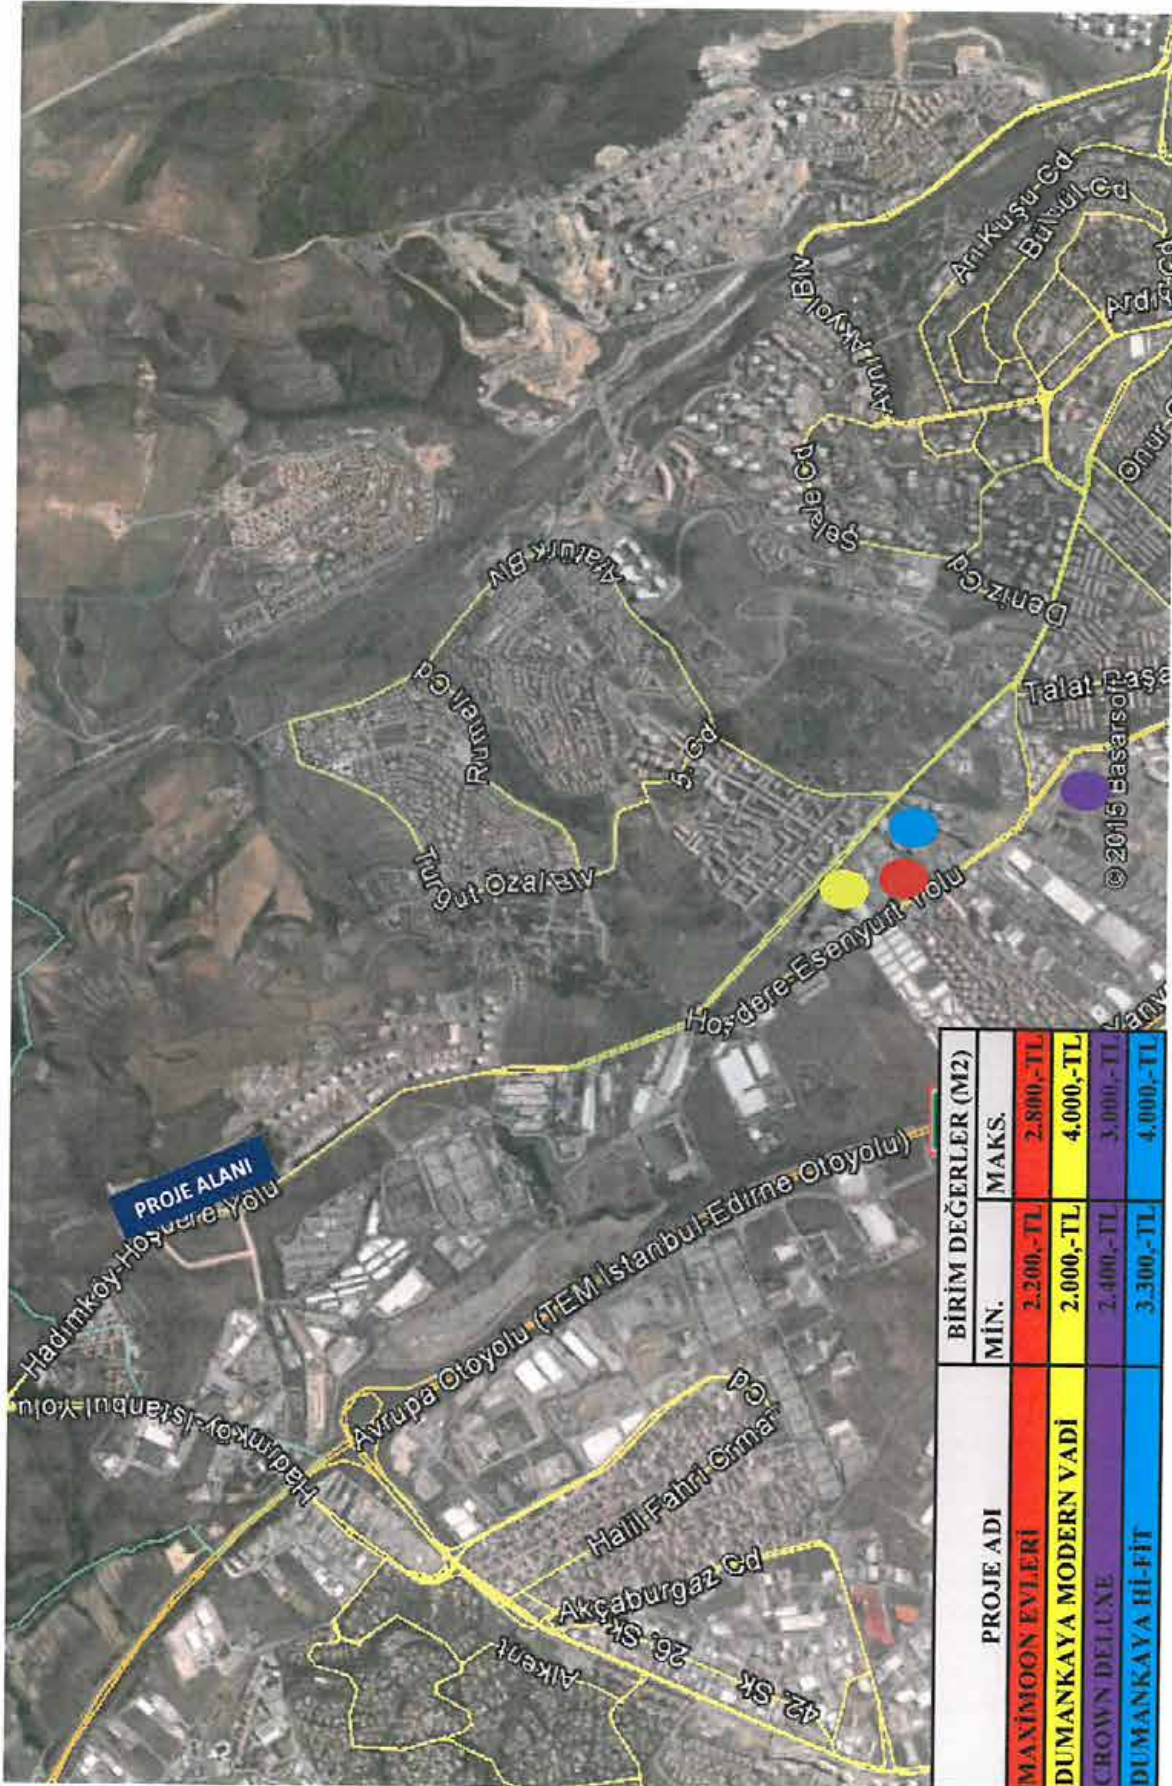 PROJE ALANI
Hadımköy-Hoşdere Yolu
Hadımköy-İstanbul Yolu
Avrupa Otoyolu (TEM İstanbul-Edirne Otoyolu)
Hoşdere-Esenyurt Yolu
Turgut Özal Blv
Rumeli Cd
Atatürk Blv
5. Cd
Şelale Cd
Avni Akyol Blv
Arı Kuşu Cd
Bülbül Cd
Deniz Cd
Talat Paşa
Halil Fahri Orman Cd
Akçaburgaz Cd
26. Sk
42. Sk
Alkent
© 2015 Basarsoft
PROJE ADI BİRİM DEĞERLER (M2)
MİN. MAKS.
MAXİMOON EVLERİ 2.200,-TL 2.800,-TL
DUMANKAYA MODERN VADİ 2.000,-TL 4.000,-TL
CROWN DELUXE 2.400,-TL 3.000,-TL
DUMANKAYA Hİ-FİT 3.300,-TL 4.000,-TL